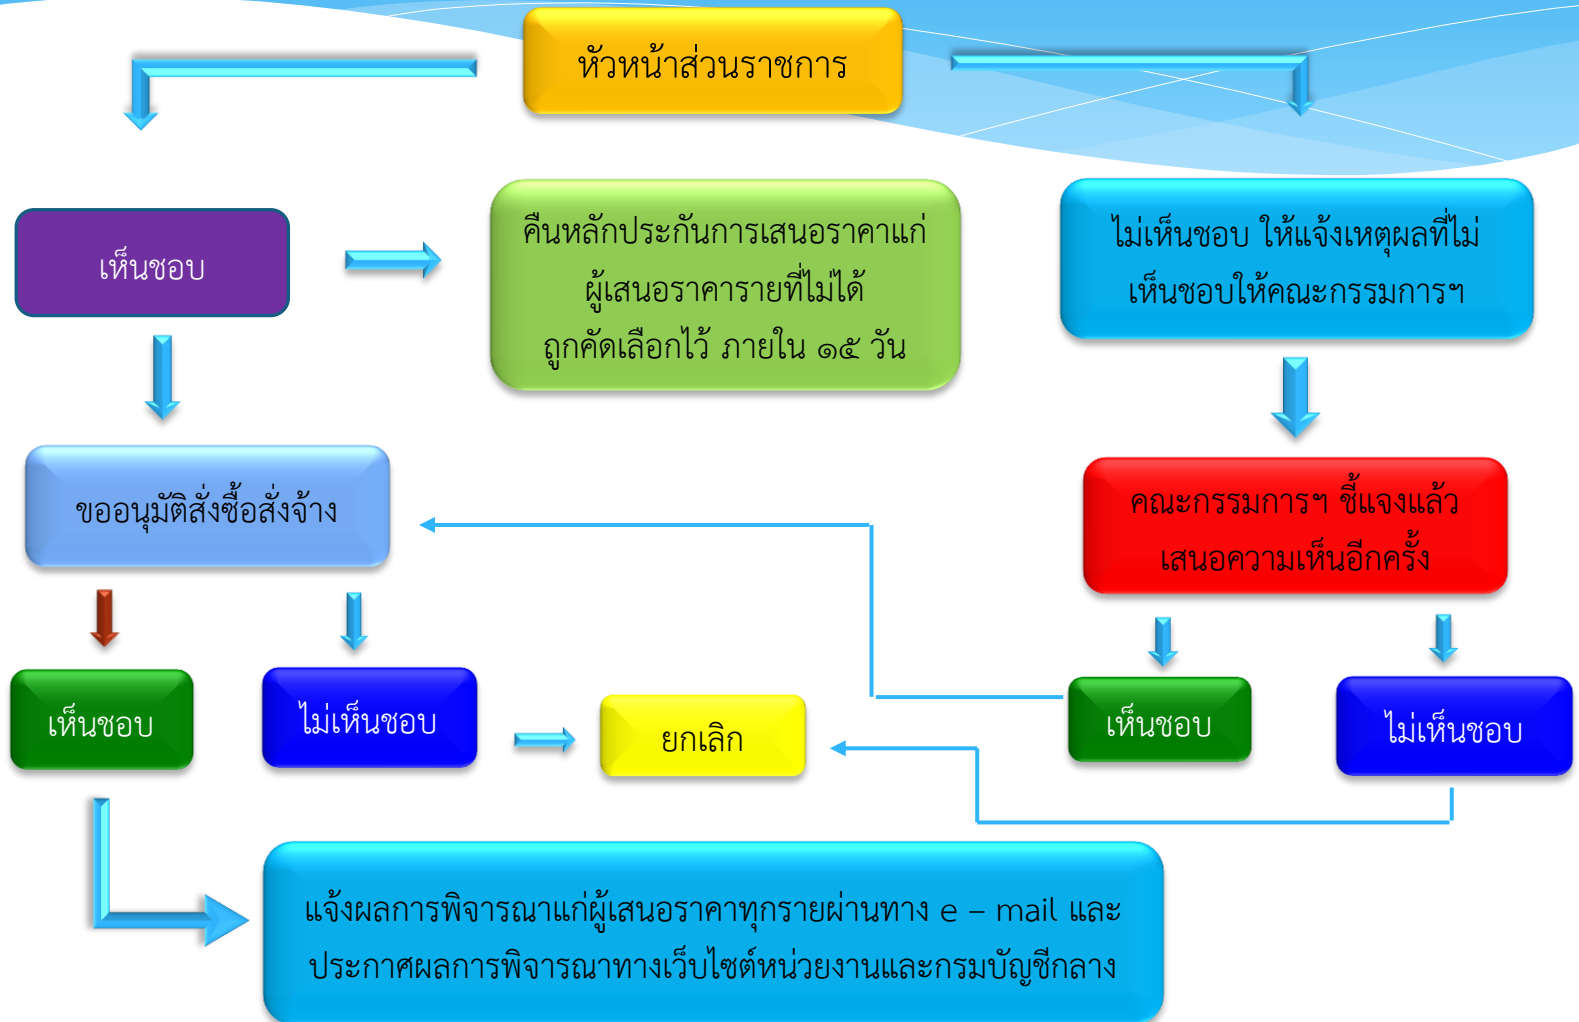 หัวหน้าส่วนราชการ
เห็นชอบ
คืนหลักประกันการเสนอราคาแก่
ผู้เสนอราคารายที่ไม่ได้
ถูกคัดเลือกไว้ ภายใน ๑๕ วัน
ไม่เห็นชอบ ให้แจ้งเหตุผลที่ไม่
เห็นชอบให้คณะกรรมการฯ
ขออนุมัติสั่งซื้อสั่งจ้าง
คณะกรรมการฯ ชี้แจงแล้ว
เสนอความเห็นอีกครั้ง
เห็นชอบ
ไม่เห็นชอบ
ยกเลิก
เห็นชอบ
ไม่เห็นชอบ
แจ้งผลการพิจารณาแก่ผู้เสนอราคาทุกรายผ่านทาง e – mail และ
ประกาศผลการพิจารณาทางเว็บไซต์หน่วยงานและกรมบัญชีกลาง